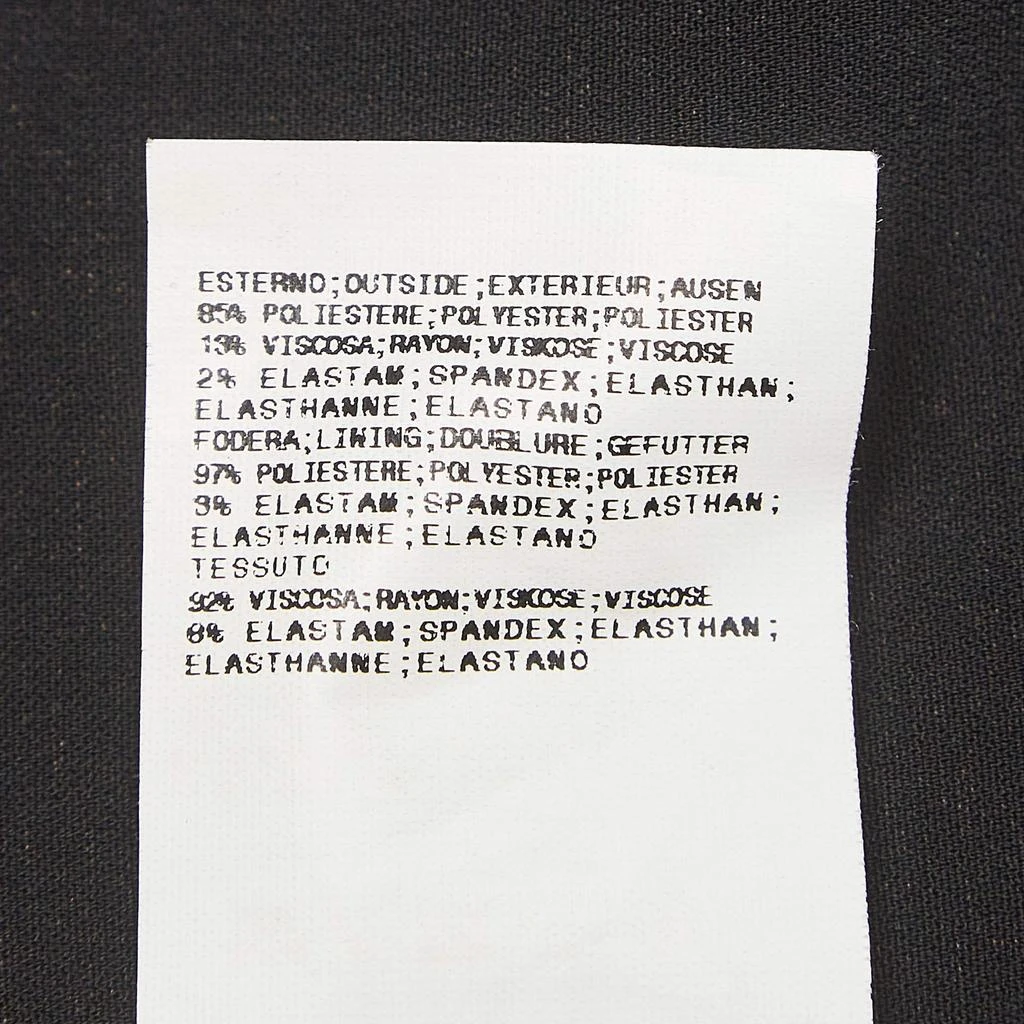 ESTERNO;OUTSIDE;EXTERIEUR;AUSEN
85% POLIESTERE;POLYESTER;POLIESTER
13% VISCOSA;RAYON;VISKOSE;VISCOSE
2% ELASTAM;SPANDEX;ELASTHAN;
ELASTHANNE;ELASTANO
FODERA;LINING;DOUBLURE;GEFUTTER
97% POLIESTERE;POLYESTER;POLIESTER
3% ELASTAM;SPANDEX;ELASTHAN;
ELASTHANNE;ELASTANO
TESSUTO
92% VISCOSA;RAYON;VISKOSE;VISCOSE
8% ELASTAM;SPANDEX;ELASTHAN;
ELASTHANNE;ELASTANO